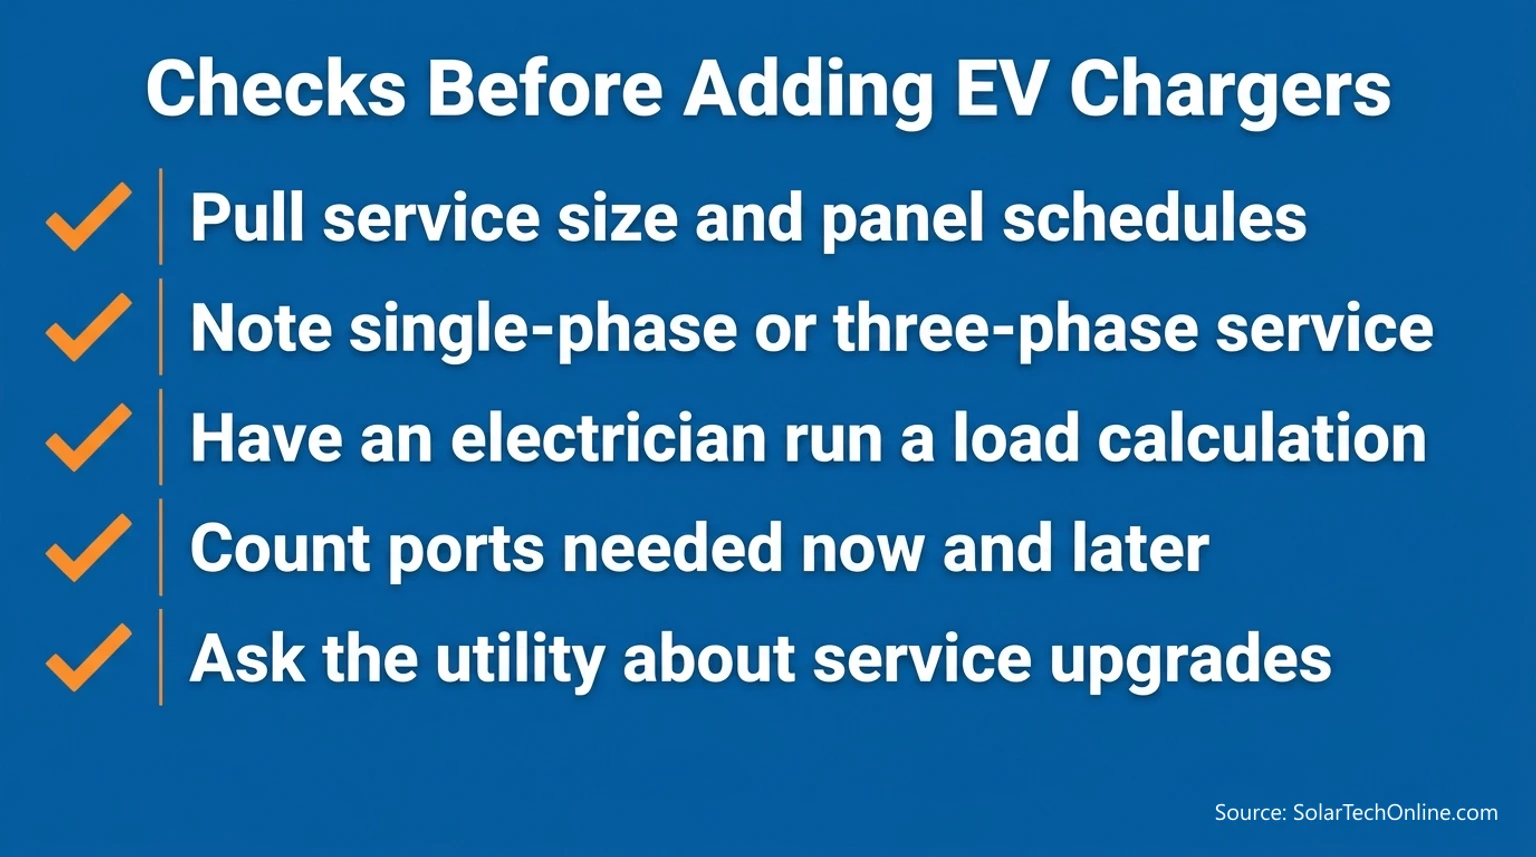 Checks Before Adding EV Chargers
Pull service size and panel schedules
Note single-phase or three-phase service
Have an electrician run a load calculation
Count ports needed now and later
Ask the utility about service upgrades
Source: SolarTechOnline.com